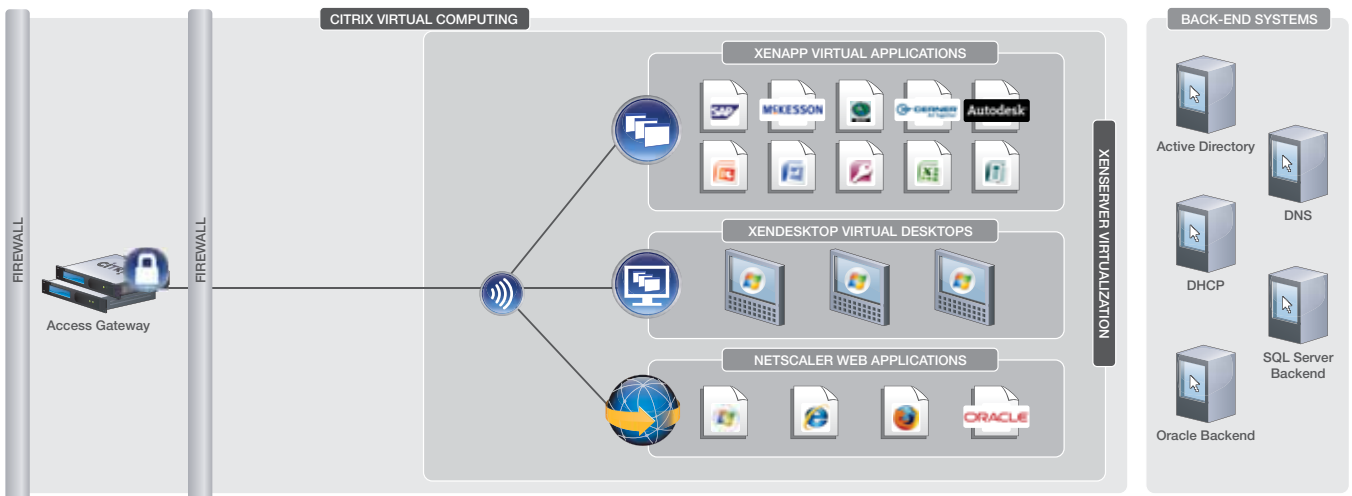 CITRIX VIRTUAL COMPUTING
BACK-END SYSTEMS
FIREWALL
FIREWALL
Access Gateway
XENAPP VIRTUAL APPLICATIONS
SAP
MCKESSON
CERNER
Autodesk
XENDESKTOP VIRTUAL DESKTOPS
NETSCALER WEB APPLICATIONS
ORACLE
XENSERVER VIRTUALIZATION
Active Directory
DNS
DHCP
SQL Server
Backend
Oracle Backend